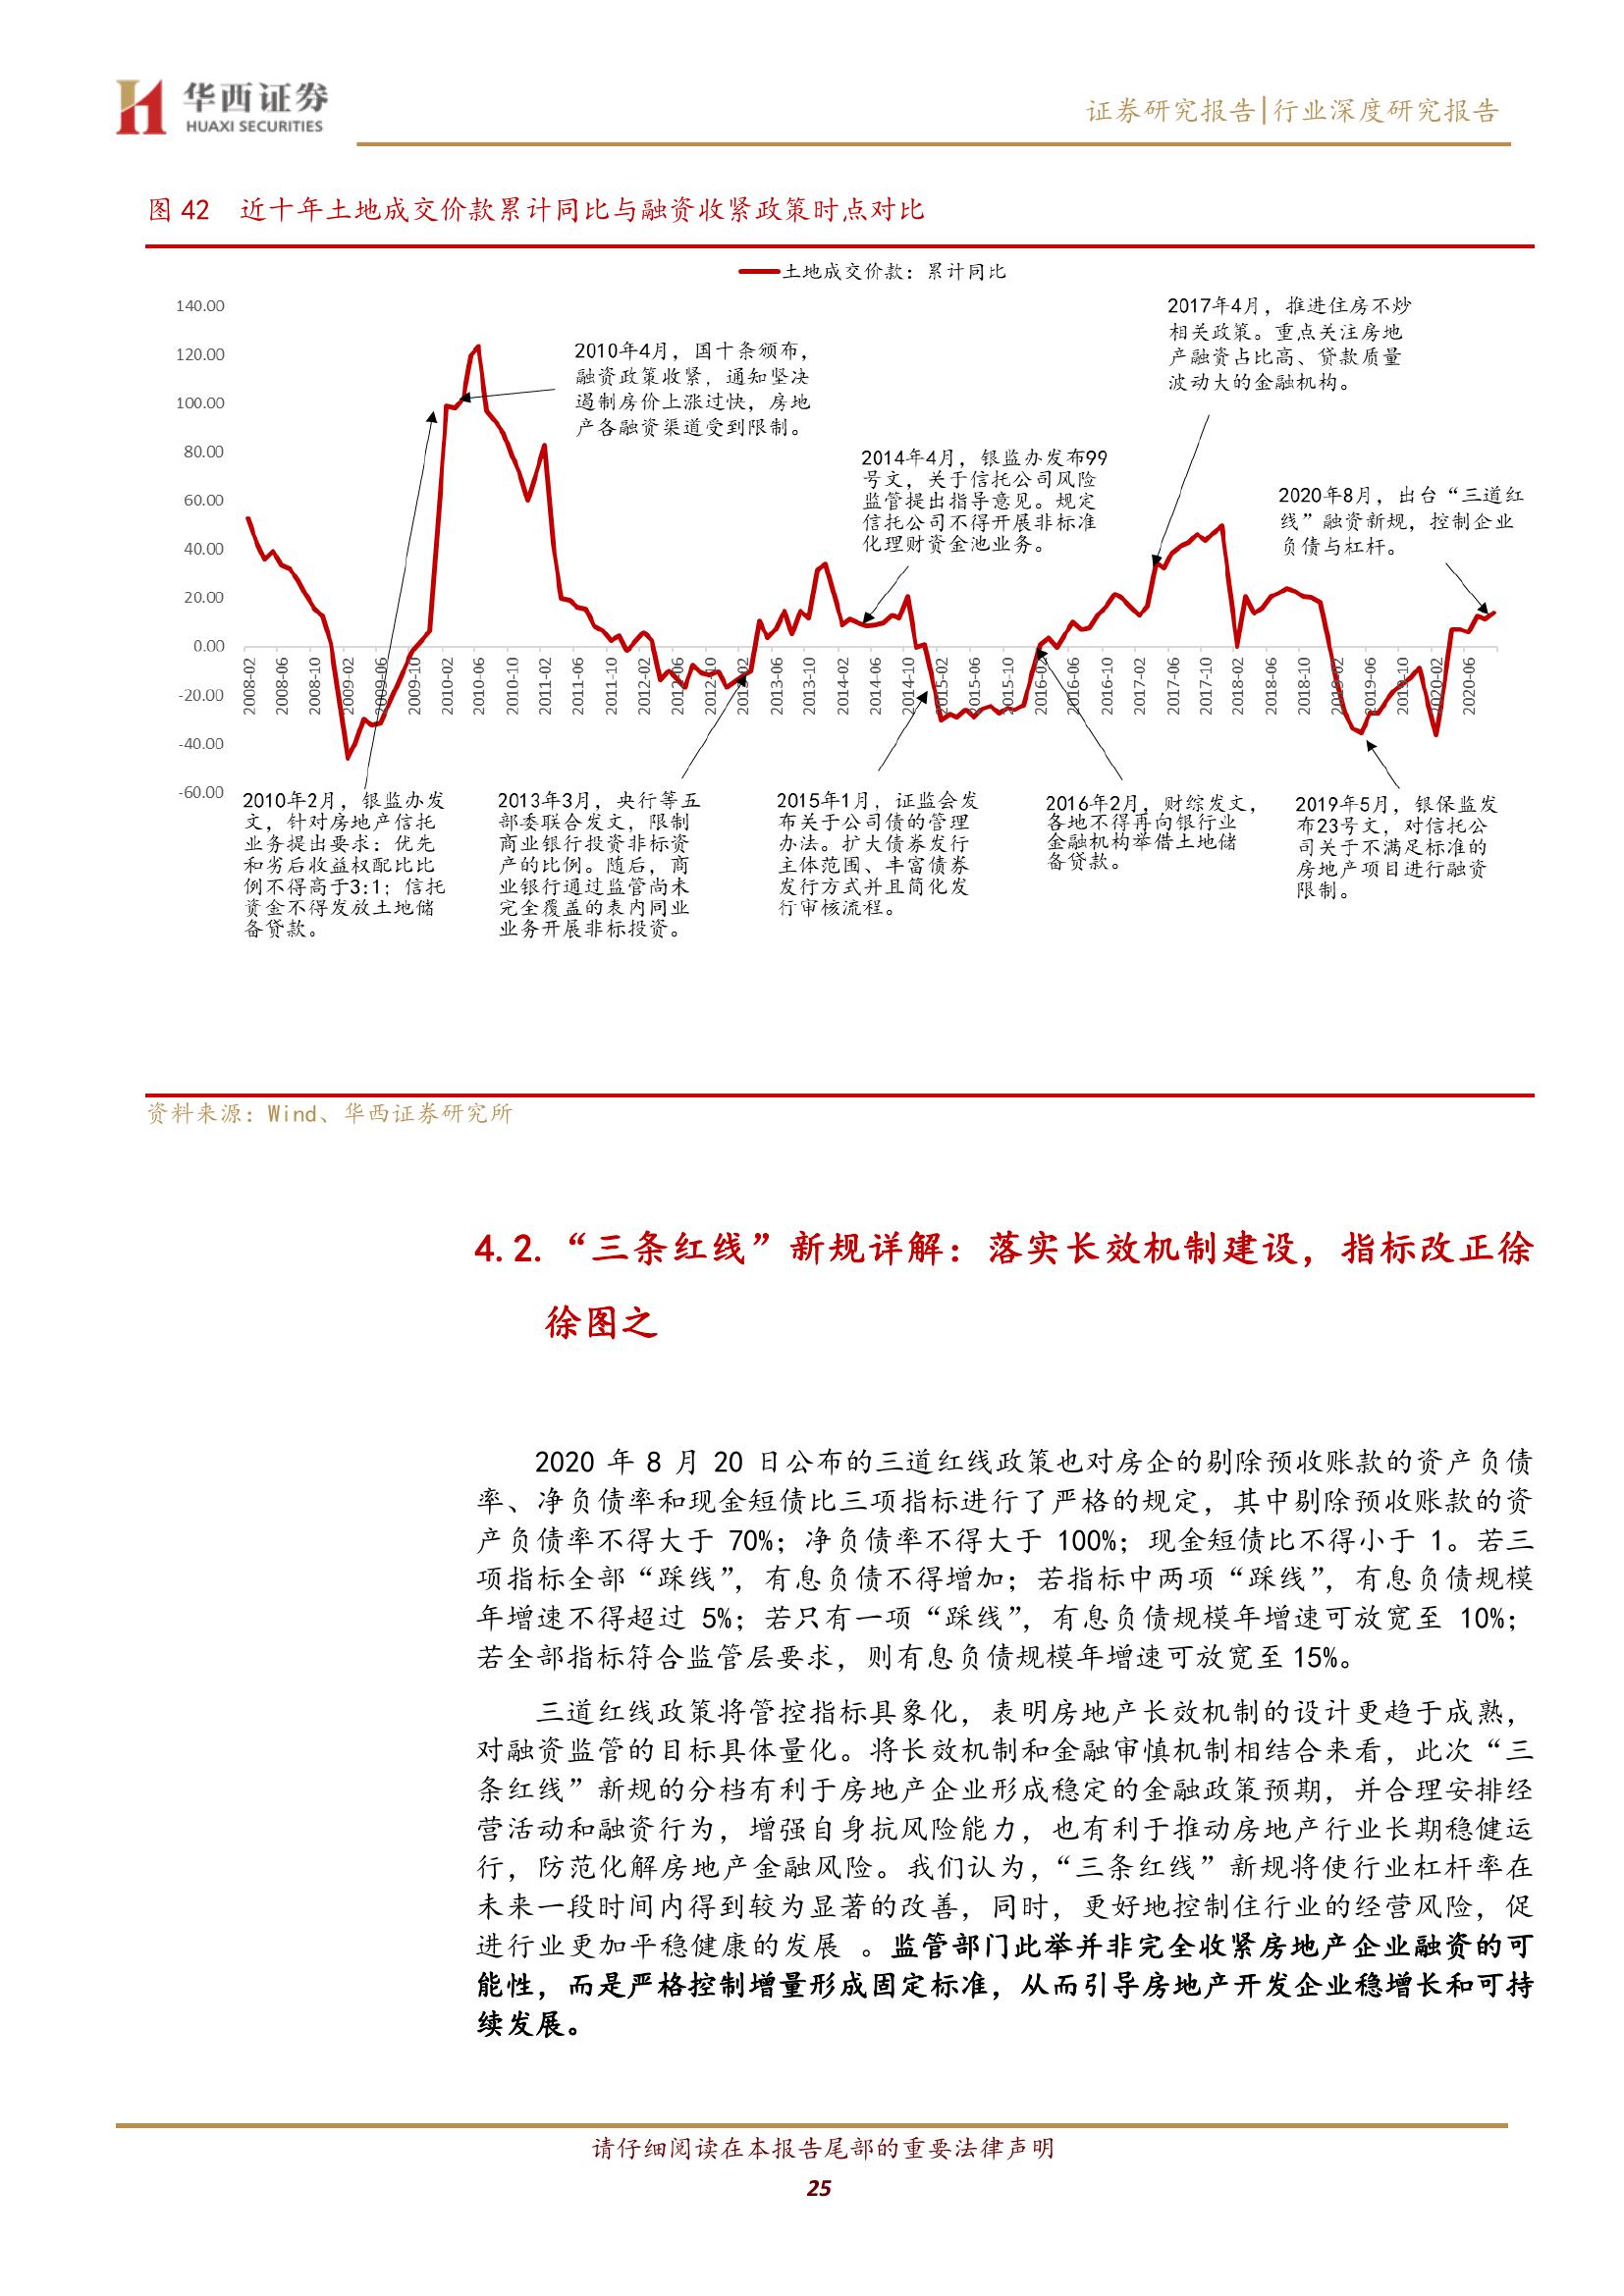 华西证券
HUAXI SECURITIES
证券研究报告|行业深度研究报告
图 42 近十年土地成交价款累计同比与融资收紧政策时点对比
土地成交价款：累计同比
140.00
120.00
100.00
80.00
60.00
40.00
20.00
0.00
-20.00
-40.00
-60.00
2008-02
2008-06
2008-10
2009-02
2009-06
2009-10
2010-02
2010-06
2010-10
2011-02
2011-06
2011-10
2012-02
2012-06
2012-10
2013-02
2013-06
2013-10
2014-02
2014-06
2014-10
2015-02
2015-06
2015-10
2016-02
2016-06
2016-10
2017-02
2017-06
2017-10
2018-02
2018-06
2018-10
2019-02
2019-06
2019-10
2020-02
2020-06
2010年4月，国十条颁布，
融资政策收紧，通知坚决
遏制房价上涨过快，房地
产各融资渠道受到限制。
2014年4月，银监办发布99
号文，关于信托公司风险
监管提出指导意见。规定
信托公司不得开展非标准
化理财资金池业务。
2017年4月，推进住房不炒
相关政策。重点关注房地
产融资占比高、贷款质量
波动大的金融机构。
2020年8月，出台“三道红
线”融资新规，控制企业
负债与杠杆。
2010年2月，银监办发
文，针对房地产信托
业务提出要求：优先
和劣后收益权配比比
例不得高于3:1；信托
资金不得发放土地储
备贷款。
2013年3月，央行等五
部委联合发文，限制
商业银行投资非标资
产的比例。随后，商
业银行通过监管尚未
完全覆盖的表内同业
业务开展非标投资。
2015年1月，证监会发
布关于公司债的管理
办法。扩大债券发行
主体范围、丰富债券
发行方式并且简化发
行审核流程。
2016年2月，财综发文，
各地不得再向银行业
金融机构举借土地储
备贷款。
2019年5月，银保监发
布23号文，对信托公
司关于不满足标准的
房地产项目进行融资
限制。
资料来源：Wind、华西证券研究所
4.2.“三条红线”新规详解：落实长效机制建设，指标改正徐
徐图之
2020 年 8 月 20 日公布的三道红线政策也对房企的剔除预收账款的资产负债
率、净负债率和现金短债比三项指标进行了严格的规定，其中剔除预收账款的资
产负债率不得大于 70%；净负债率不得大于 100%；现金短债比不得小于 1。若三
项指标全部“踩线”，有息负债不得增加；若指标中两项“踩线”，有息负债规模
年增速不得超过 5%；若只有一项“踩线”，有息负债规模年增速可放宽至 10%；
若全部指标符合监管层要求，则有息负债规模年增速可放宽至 15%。
三道红线政策将管控指标具象化，表明房地产长效机制的设计更趋于成熟，
对融资监管的目标具体量化。将长效机制和金融审慎机制相结合来看，此次“三
条红线”新规的分档有利于房地产企业形成稳定的金融政策预期，并合理安排经
营活动和融资行为，增强自身抗风险能力，也有利于推动房地产行业长期稳健运
行，防范化解房地产金融风险。我们认为，“三条红线”新规将使行业杠杆率在
未来一段时间内得到较为显著的改善，同时，更好地控制住行业的经营风险，促
进行业更加平稳健康的发展 。监管部门此举并非完全收紧房地产企业融资的可
能性，而是严格控制增量形成固定标准，从而引导房地产开发企业稳增长和可持
续发展。
请仔细阅读在本报告尾部的重要法律声明
25